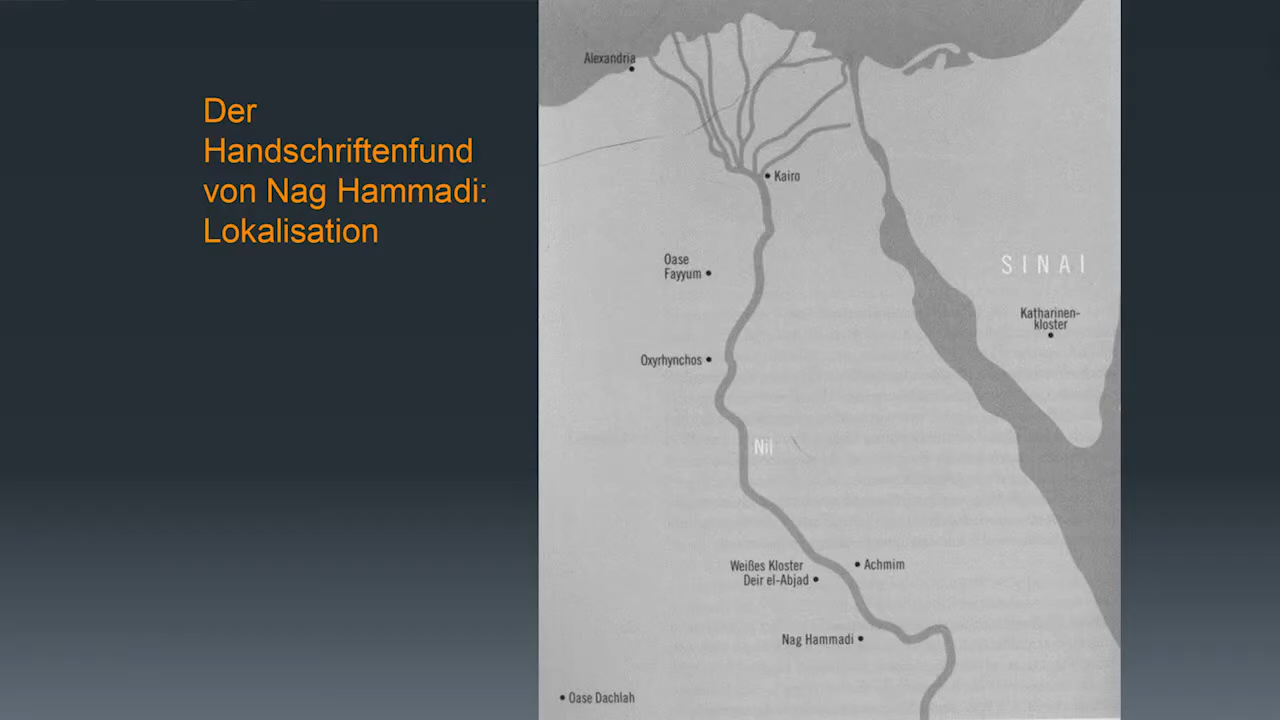 Der
Handschriftenfund
von Nag Hammadi:
Lokalisation
Alexandria
Kairo
Oase
Fayyum
SINAI
Katharinen-
kloster
Oxyrhynchos
Nil
Weißes Kloster
Deir el-Abjad
Achmim
Nag Hammadi
Oase Dachlah